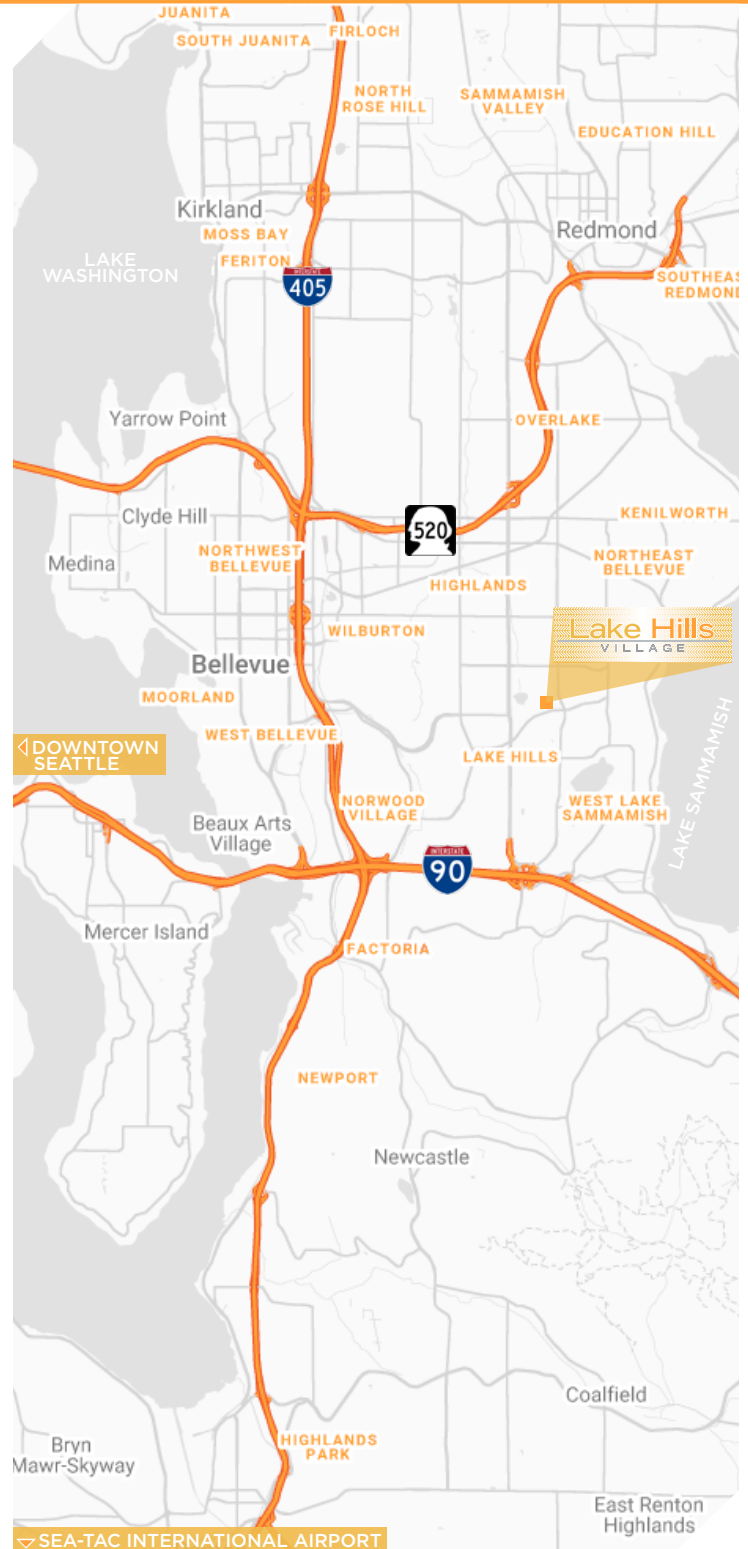 JUANITA
SOUTH JUANITA
FIRLOCH
NORTH
ROSE HILL
SAMMAMISH
VALLEY
EDUCATION HILL
Kirkland
MOSS BAY
FERITON
LAKE
WASHINGTON
INTERSTATE
405
Redmond
SOUTHEAS
REDMOND
Yarrow Point
OVERLAKE
Clyde Hill
520
KENILWORTH
Medina
NORTHWEST
BELLEVUE
NORTHEAST
BELLEVUE
HIGHLANDS
WILBURTON
Lake Hills
VILLAGE
Bellevue
MOORLAND
WEST BELLEVUE
DOWNTOWN
SEATTLE
LAKE HILLS
LAKE SAMMAMISH
NORWOOD
VILLAGE
WEST LAKE
SAMMAMISH
Beaux Arts
Village
INTERSTATE
90
Mercer Island
FACTORIA
NEWPORT
Newcastle
Coalfield
HIGHLANDS
PARK
Bryn
Mawr-Skyway
East Renton
Highlands
SEA-TAC INTERNATIONAL AIRPORT